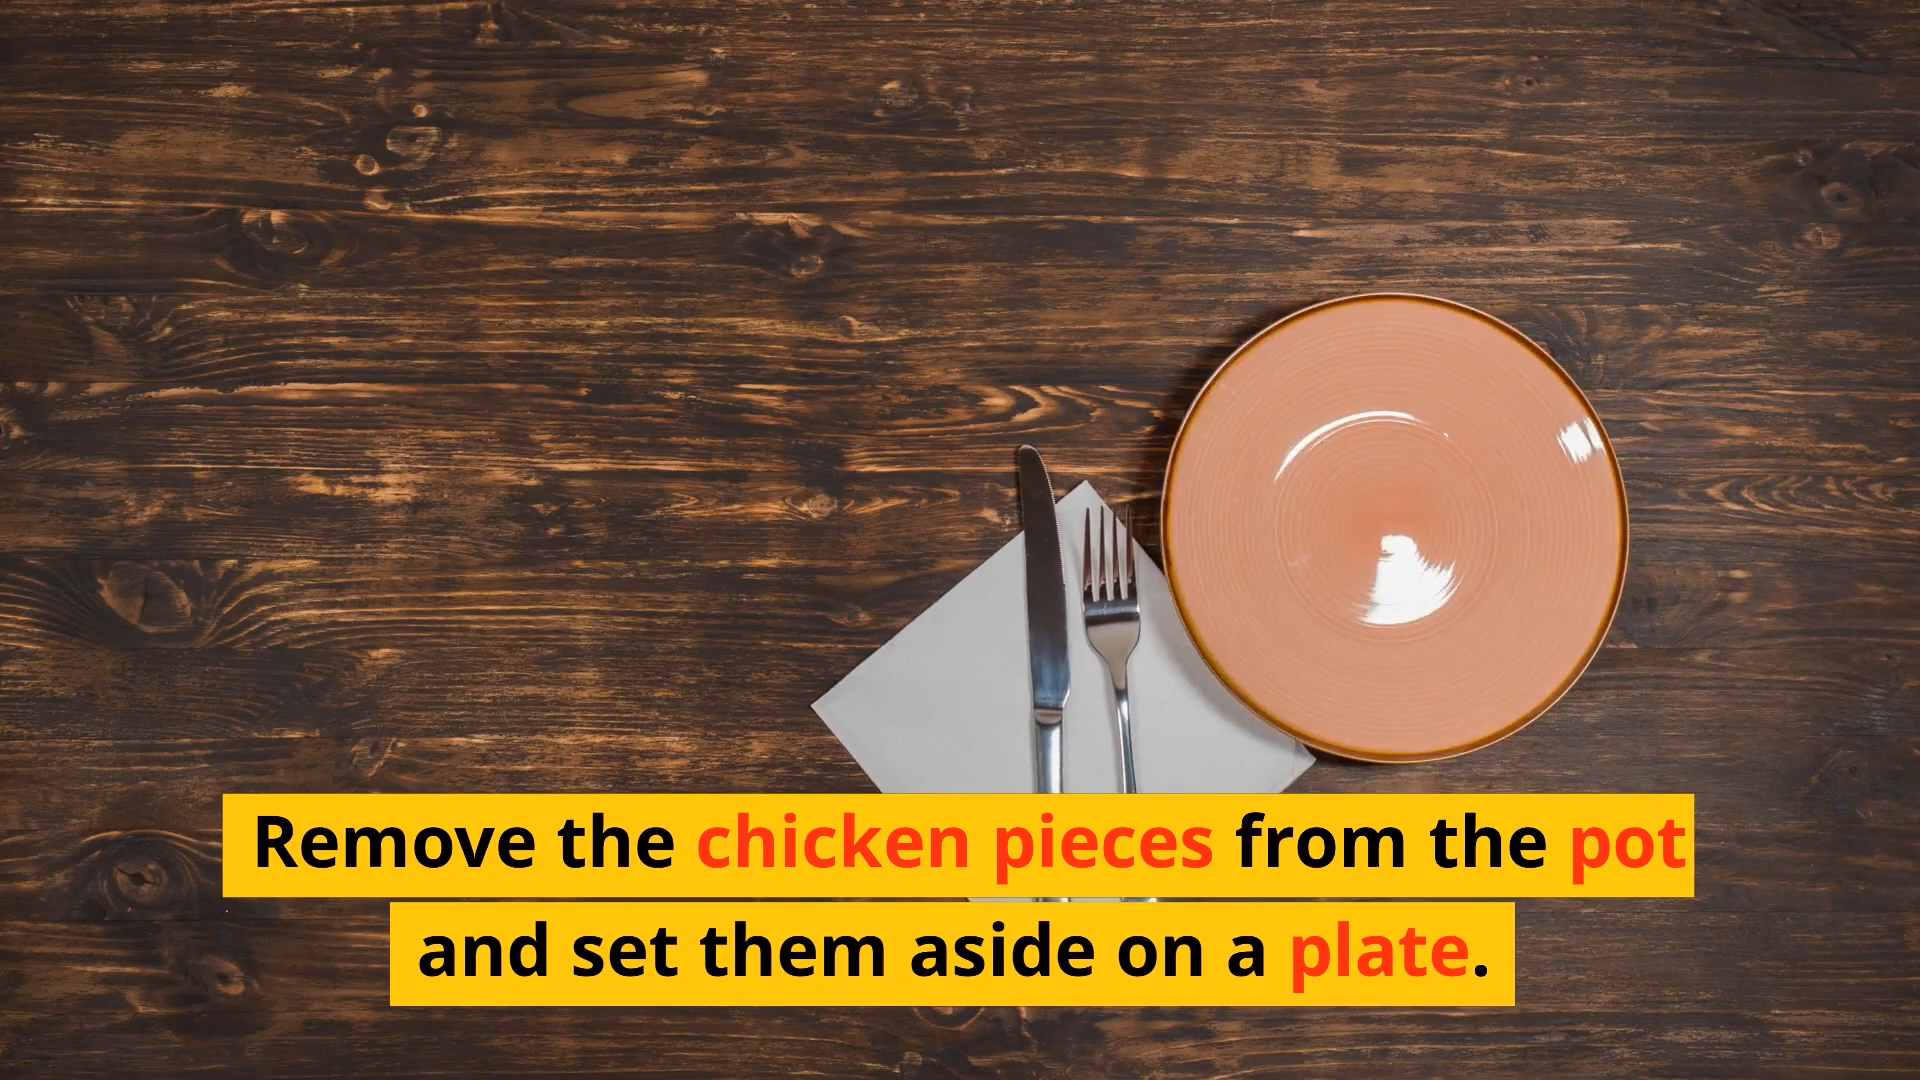 Remove the chicken pieces from the pot
and set them aside on a plate.